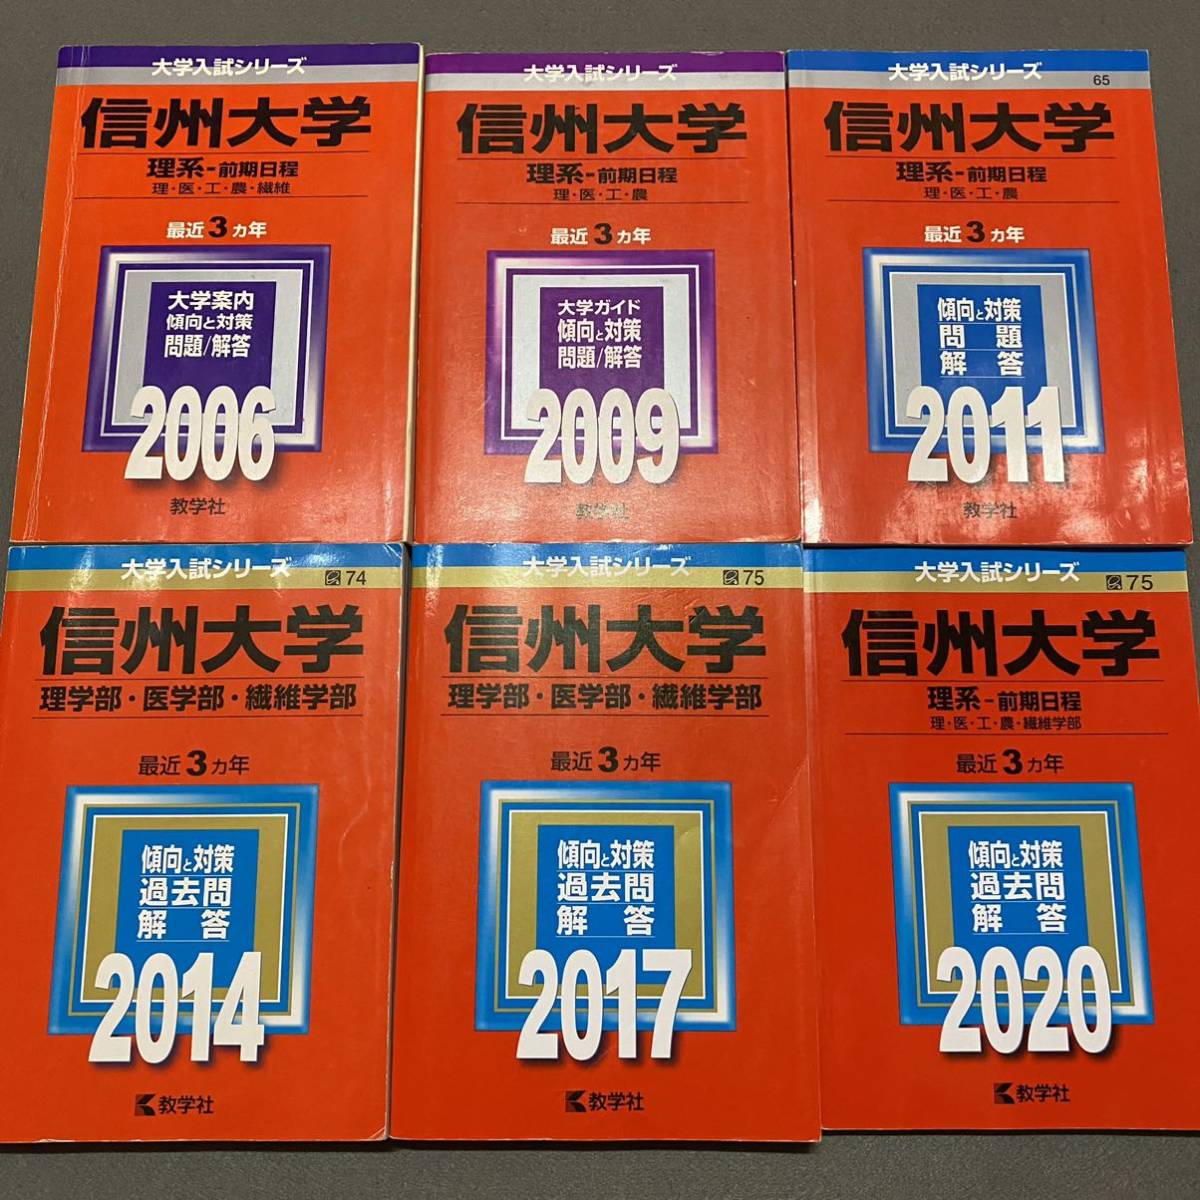 大学入試シリーズ
信州大学
理系-前期日程
理・医・工・農・繊維
最近3カ年
大学案内
傾向と対策
問題/解答
2006
教学社
大学入試シリーズ
信州大学
理系-前期日程
理・医・工・農
最近3カ年
大学ガイド
傾向と対策
問題/解答
2009
教学社
大学入試シリーズ
65
信州大学
理系-前期日程
理・医・工・農
最近3カ年
傾向と対策
問題
解答
2011
教学社
大学入試シリーズ
74
信州大学
理学部・医学部・繊維学部
最近3カ年
傾向と対策
過去問
解答
2014
教学社
大学入試シリーズ
75
信州大学
理学部・医学部・繊維学部
最近3カ年
傾向と対策
過去問
解答
2017
教学社
大学入試シリーズ
75
信州大学
理系-前期日程
理・医・工・農・繊維学部
最近3カ年
傾向と対策
過去問
解答
2020
教学社